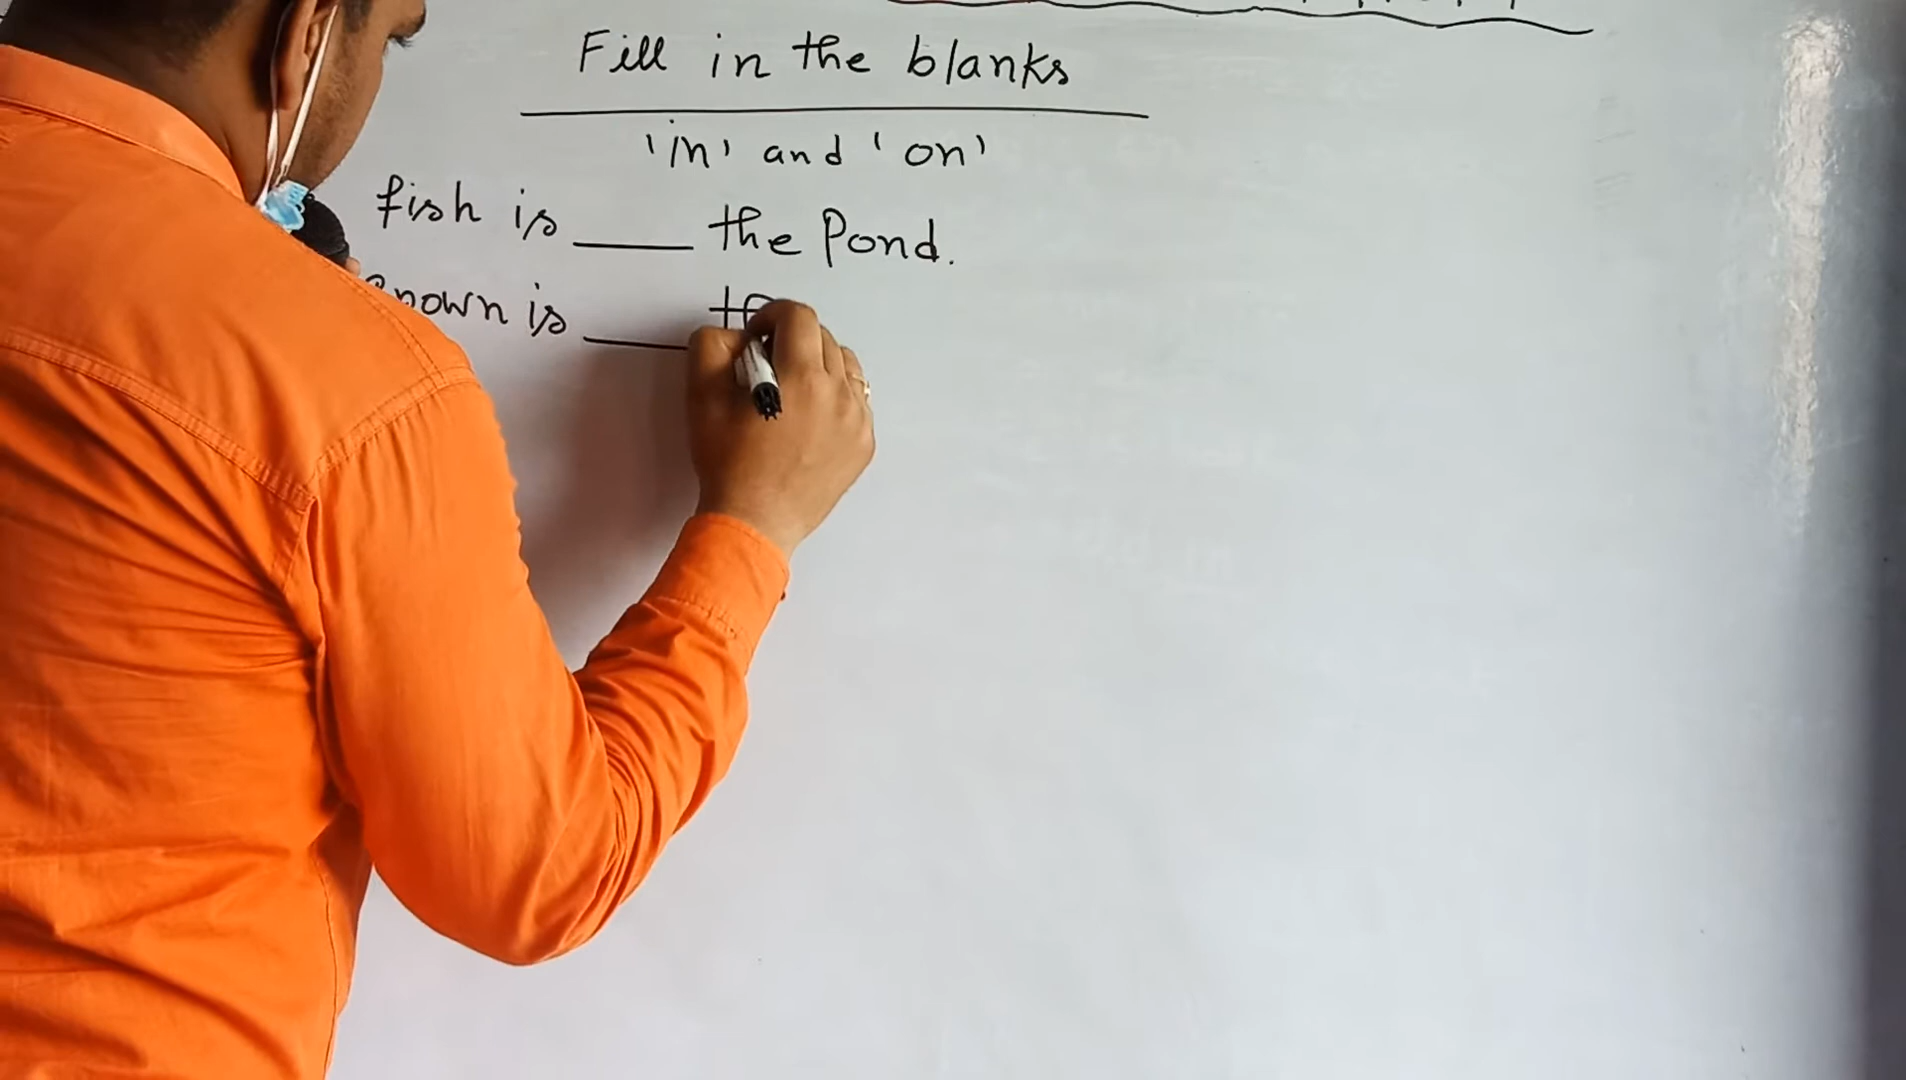 Fill in the blanks
'in' and 'on'
fish is ____ the Pond.
is ____